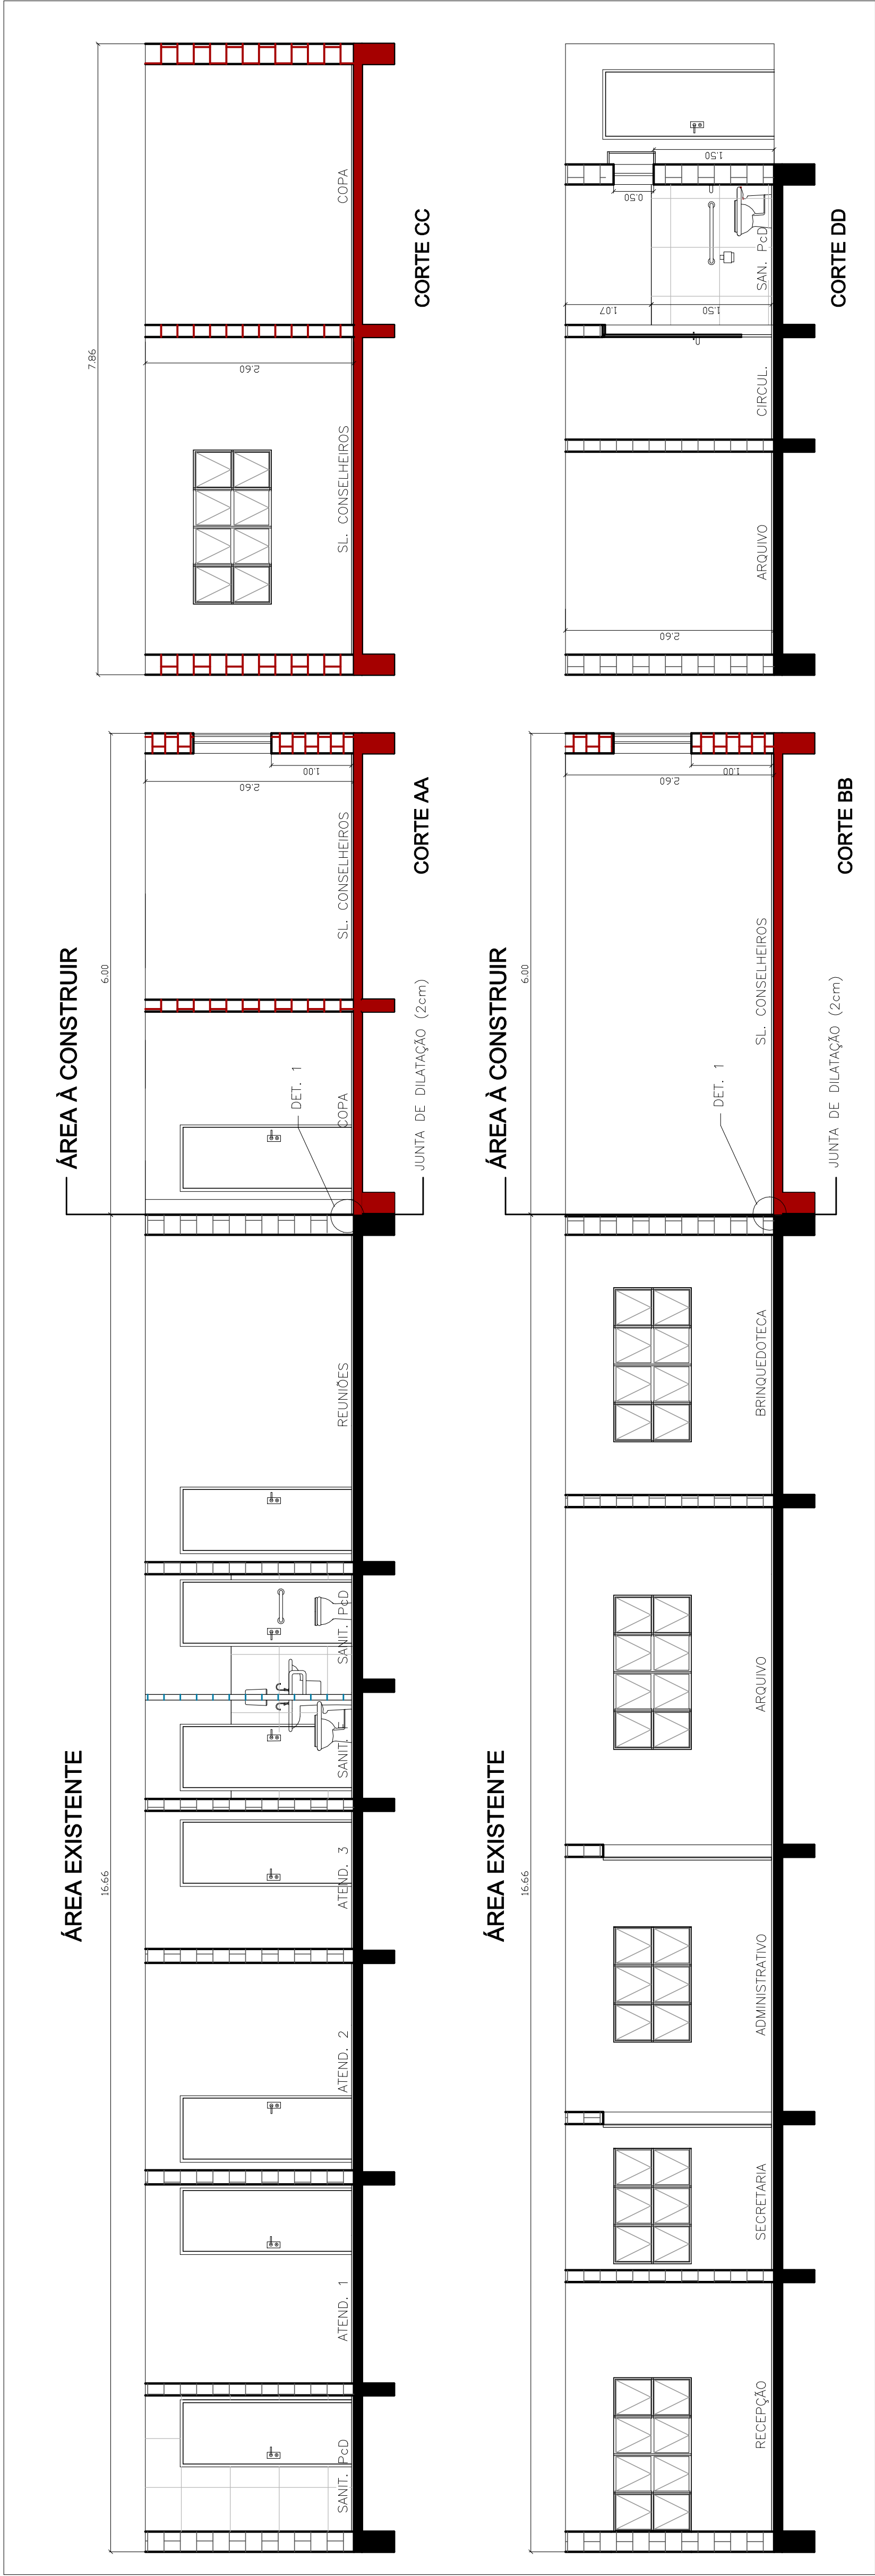 ÁREA EXISTENTE
ÁREA À CONSTRUIR
16.66
6.00
7.86
SANIT. PcD
ATEND. 1
ATEND. 2
ATEND. 3
SANIT. F
SANIT. PcD
REUNIÕES
COPA
SL. CONSELHEIROS
DET. 1
2.60
1.00
JUNTA DE DILATAÇÃO (2cm)
CORTE AA
SL. CONSELHEIROS
2.60
COPA
CORTE CC
ÁREA EXISTENTE
ÁREA À CONSTRUIR
16.66
6.00
RECEPÇÃO
SECRETARIA
ADMINISTRATIVO
ARQUIVO
BRINQUEDOTECA
SL. CONSELHEIROS
DET. 1
2.60
1.00
JUNTA DE DILATAÇÃO (2cm)
CORTE BB
2.60
ARQUIVO
CIRCUL.
SAN. PcD
1.07
1.50
0.50
1.50
CORTE DD